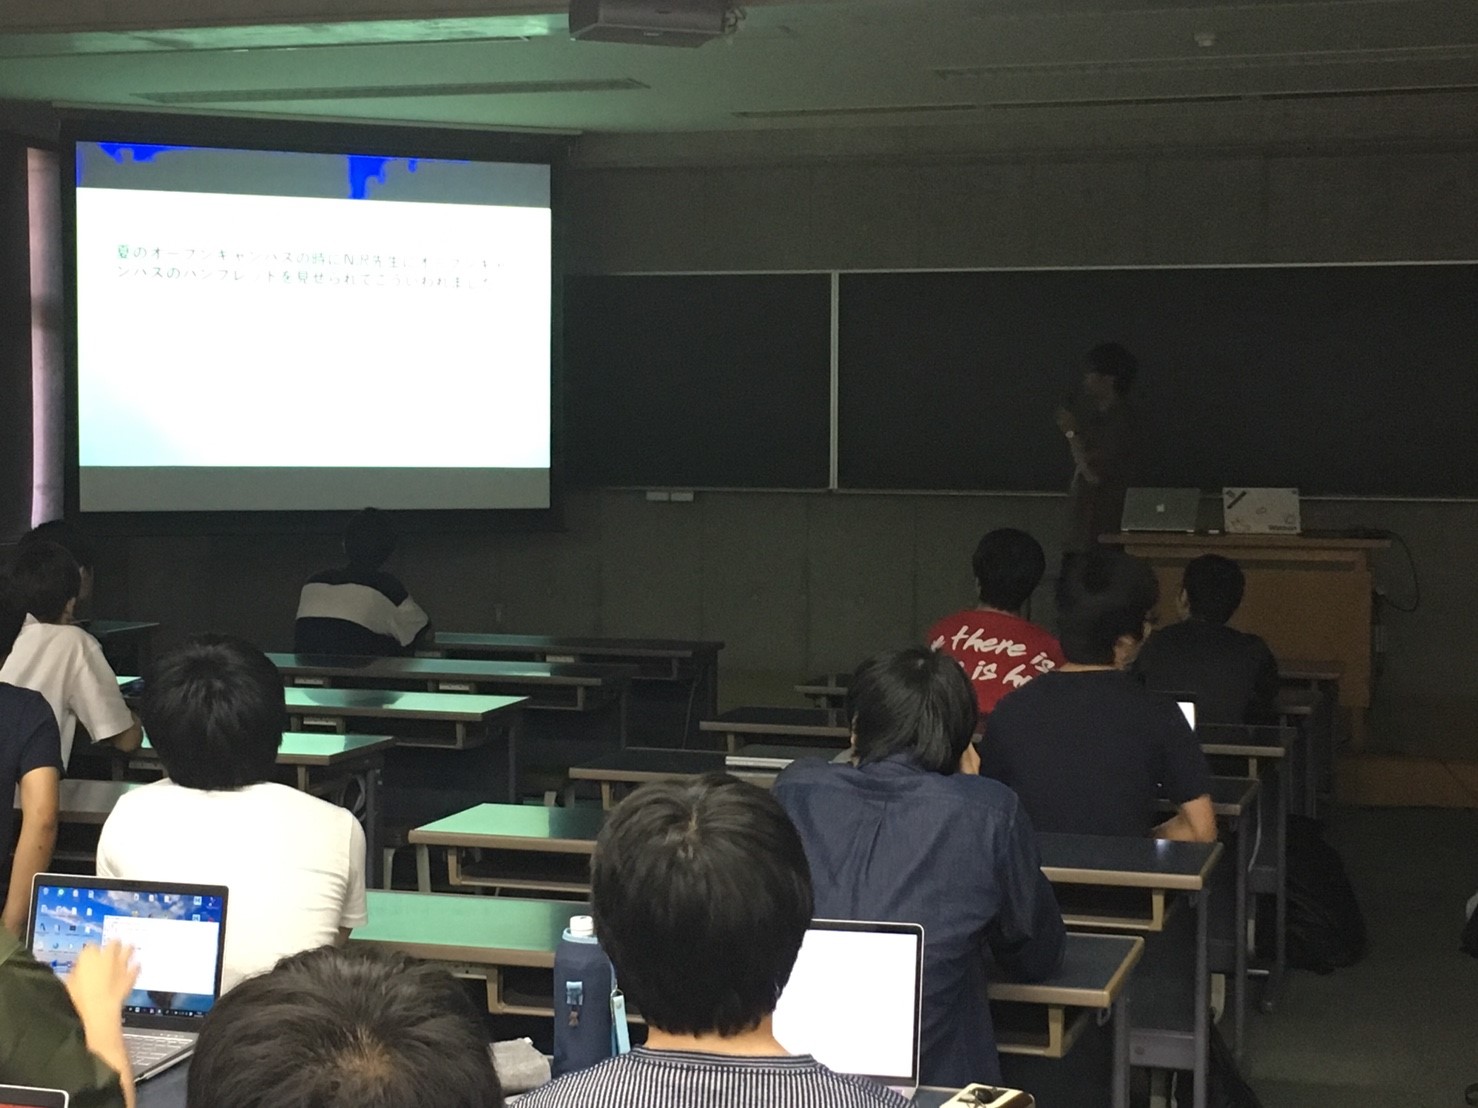 夏のオープンキャンパスの時にN.P.先生にオープンキャ
ンパスのパンフレットを見せられてこういわれました
there is
is